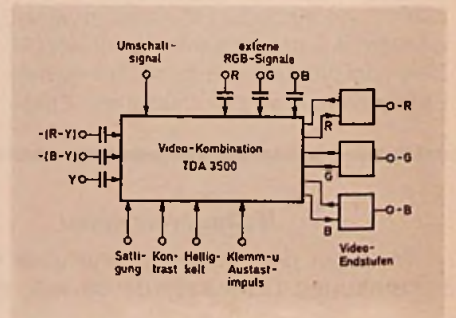 Umschalt-
signal
externe
RGB-Signale
R G B
-(R-Y)
-(B-Y)
Y
Video-Kombination
TDA 3500
R
-R
G
-G
B
-B
Sätti-
gung
Kon-
trast
Hellig-
keit
Klemm-u
Austast-
impuls
Video-
Endstufen